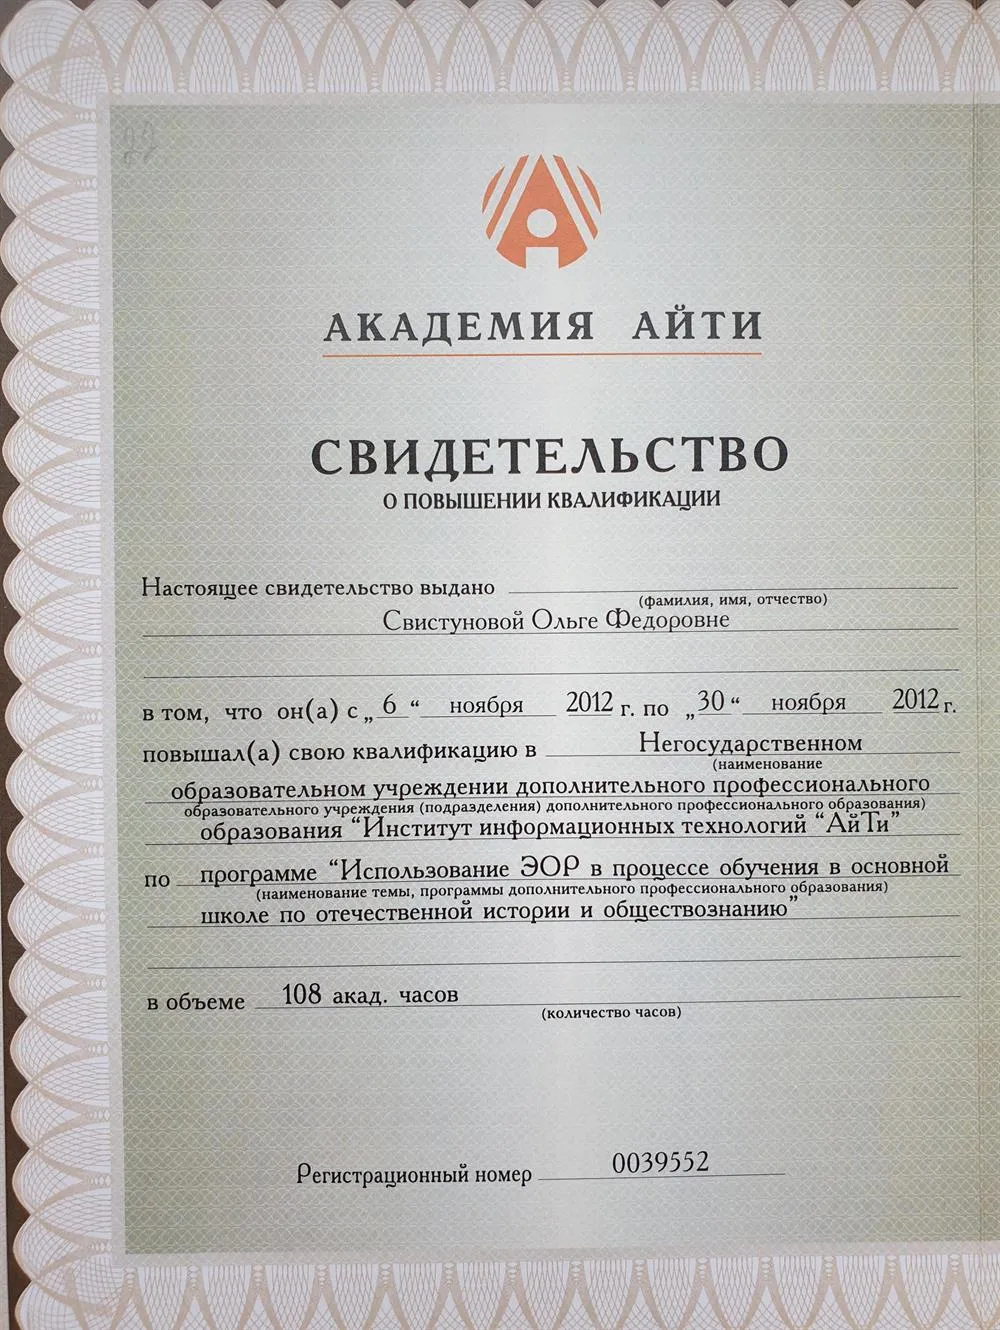 22
АКАДЕМИЯ АЙТИ
СВИДЕТЕЛЬСТВО
О ПОВЫШЕНИИ КВАЛИФИКАЦИИ
Настоящее свидетельство выдано
(фамилия, имя, отчество)
Свистуновой Ольге Федоровне
в том, что он(а) с „ 6 “ ноября 2012 г. по „ 30 “ ноября 2012 г.
повышал(а) свою квалификацию в Негосударственном
(наименование
образовательном учреждении дополнительного профессионального
образовательного учреждения (подразделения) дополнительного профессионального образования)
образования “Институт информационных технологий “АйТи”
по программе “Использование ЭОР в процессе обучения в основной
(наименование темы, программы дополнительного профессионального образования)
школе по отечественной истории и обществознанию”
в объеме 108 акад. часов
(количество часов)
Регистрационный номер 0039552